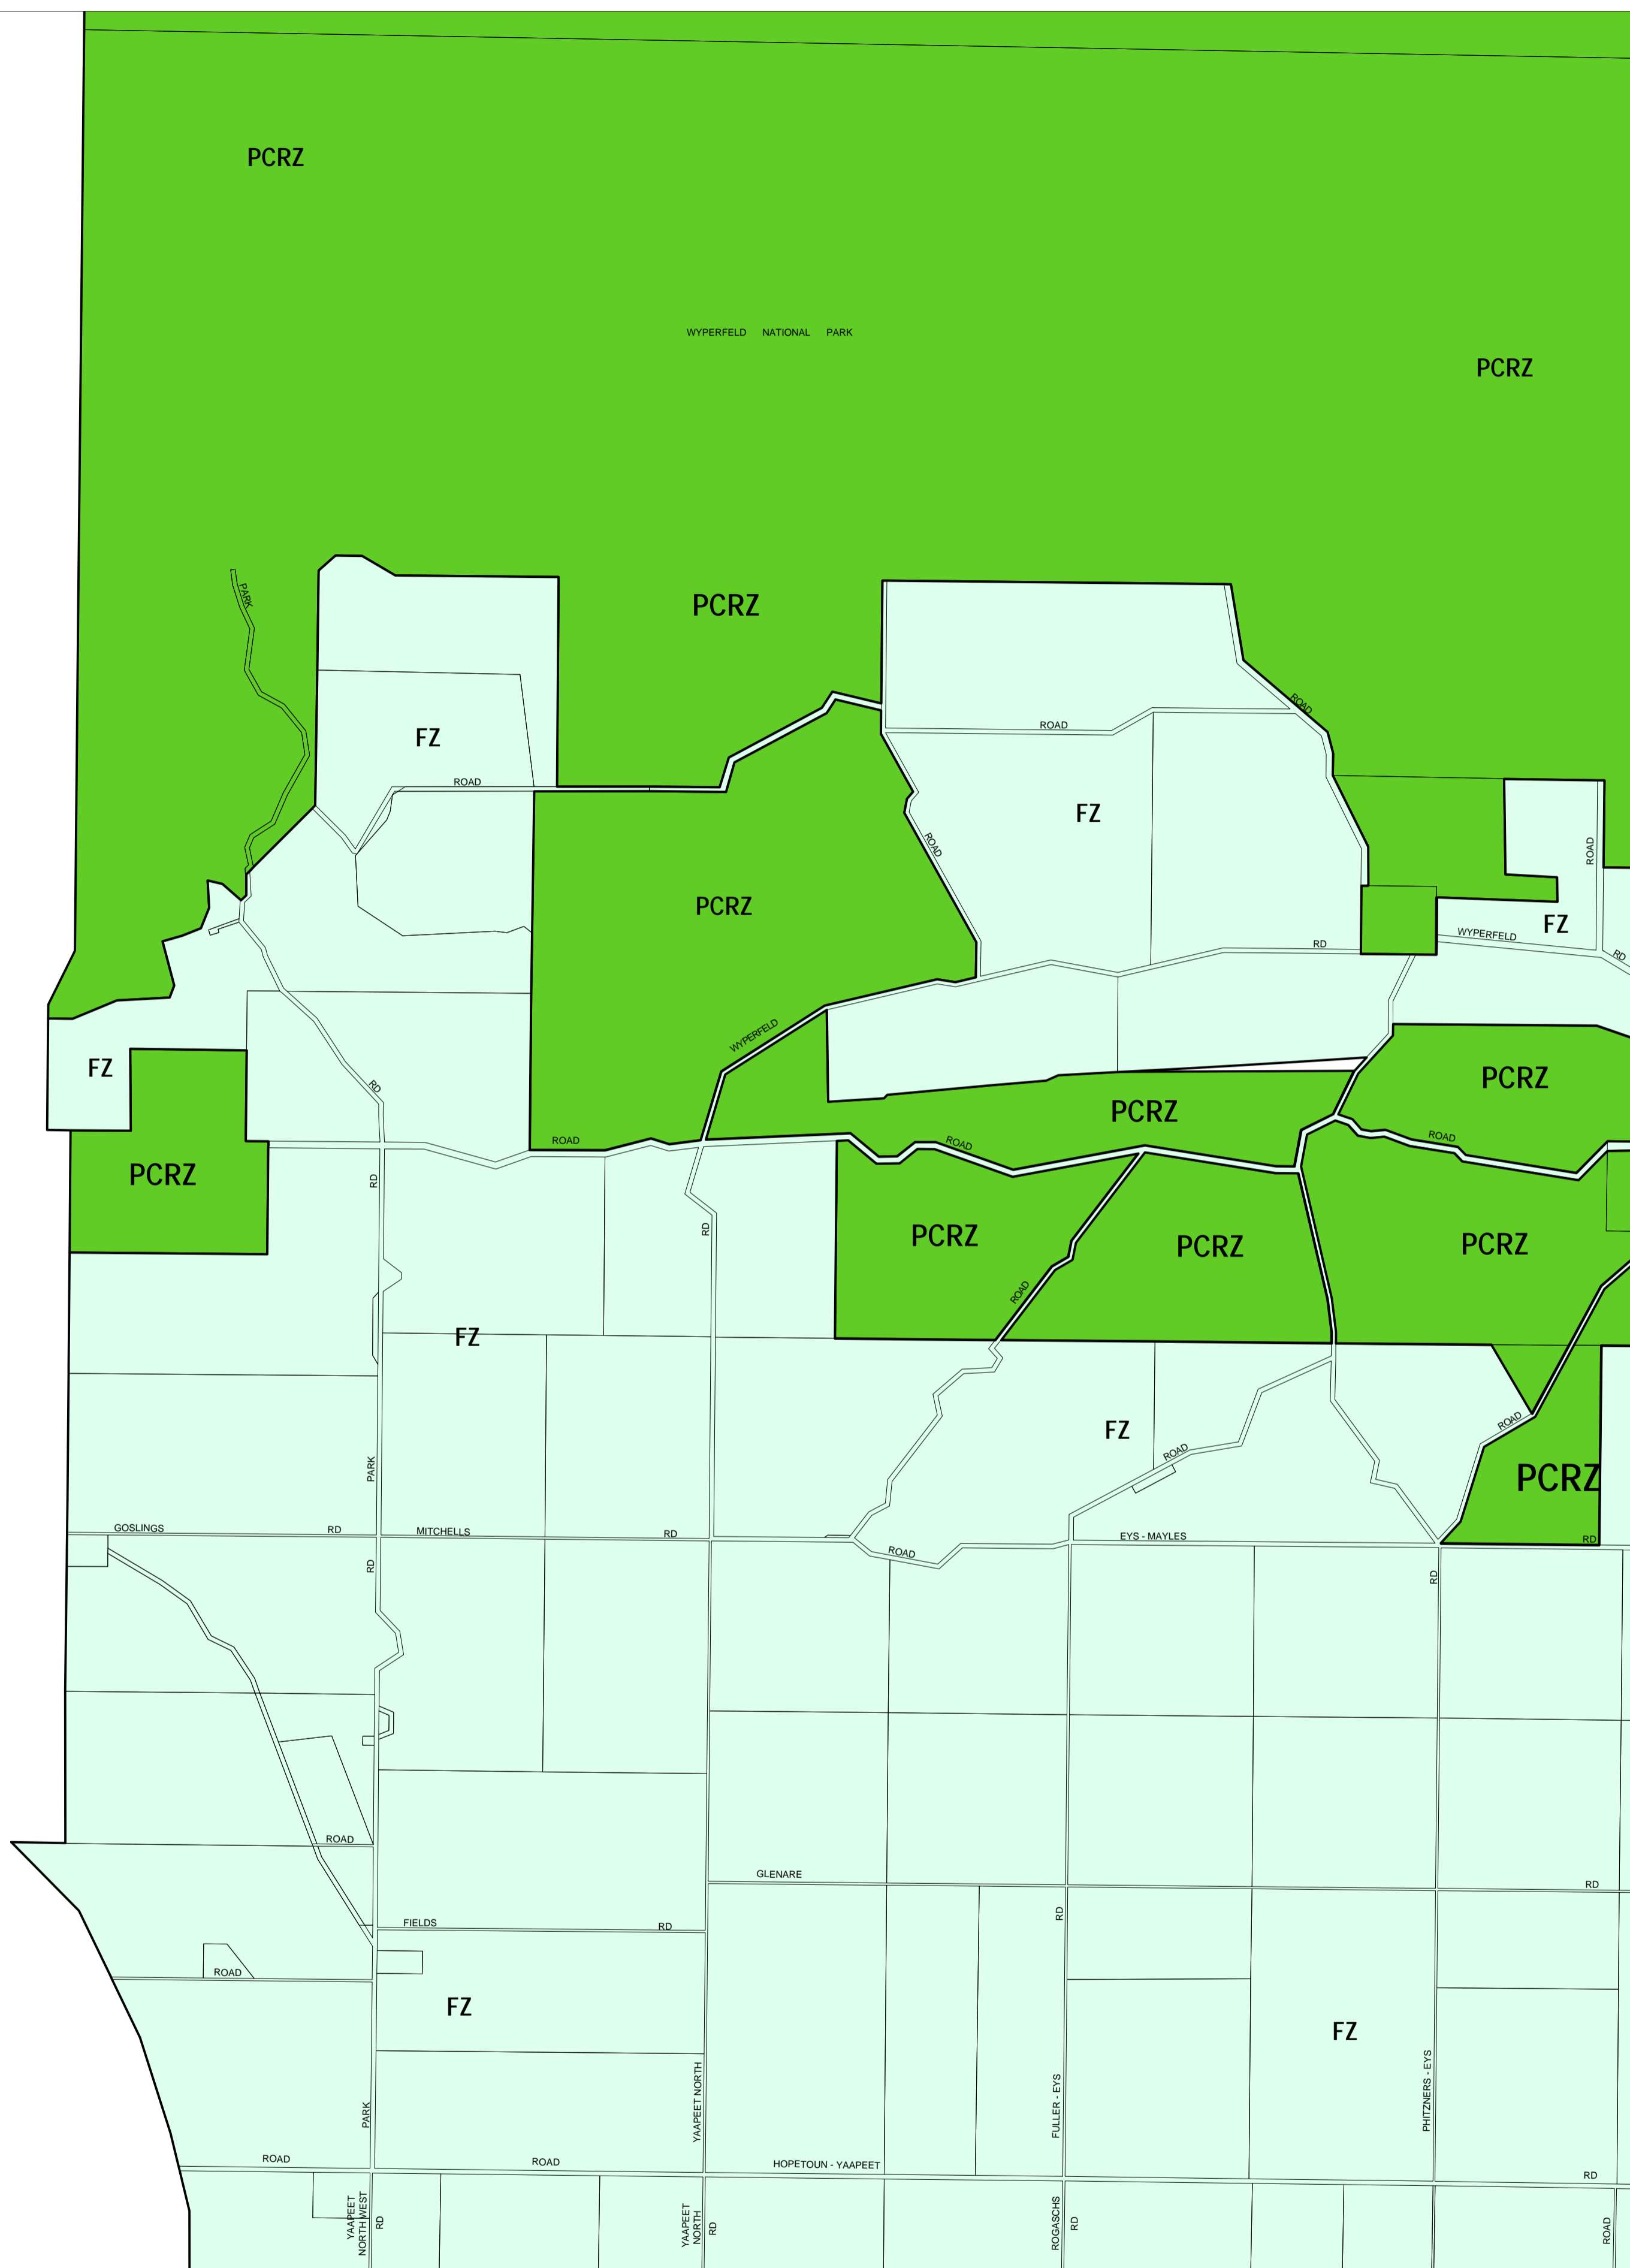 PCRZ
WYPERFELD NATIONAL PARK
PCRZ
PARK
PCRZ
ROAD
ROAD
FZ
ROAD
FZ
ROAD
ROAD
PCRZ
FZ
WYPERFELD
RD
RD
WYPERFELD
FZ
RD
PCRZ
PCRZ
ROAD
ROAD
ROAD
PCRZ
RD
RD
PCRZ
PCRZ
PCRZ
ROAD
FZ
FZ
ROAD
ROAD
PARK
PCRZ
GOSLINGS
RD
MITCHELLS
RD
EYS - MAYLES
RD
ROAD
RD
RD
ROAD
GLENARE
RD
FIELDS
RD
RD
ROAD
FZ
FZ
PARK
YAAPEET NORTH
FULLER - EYS
PHITZNERS - EYS
ROAD
ROAD
HOPETOUN - YAAPEET
RD
YAAPEET
NORTH WEST
RD
YAAPEET
NORTH
RD
ROGASCHS
RD
ROAD